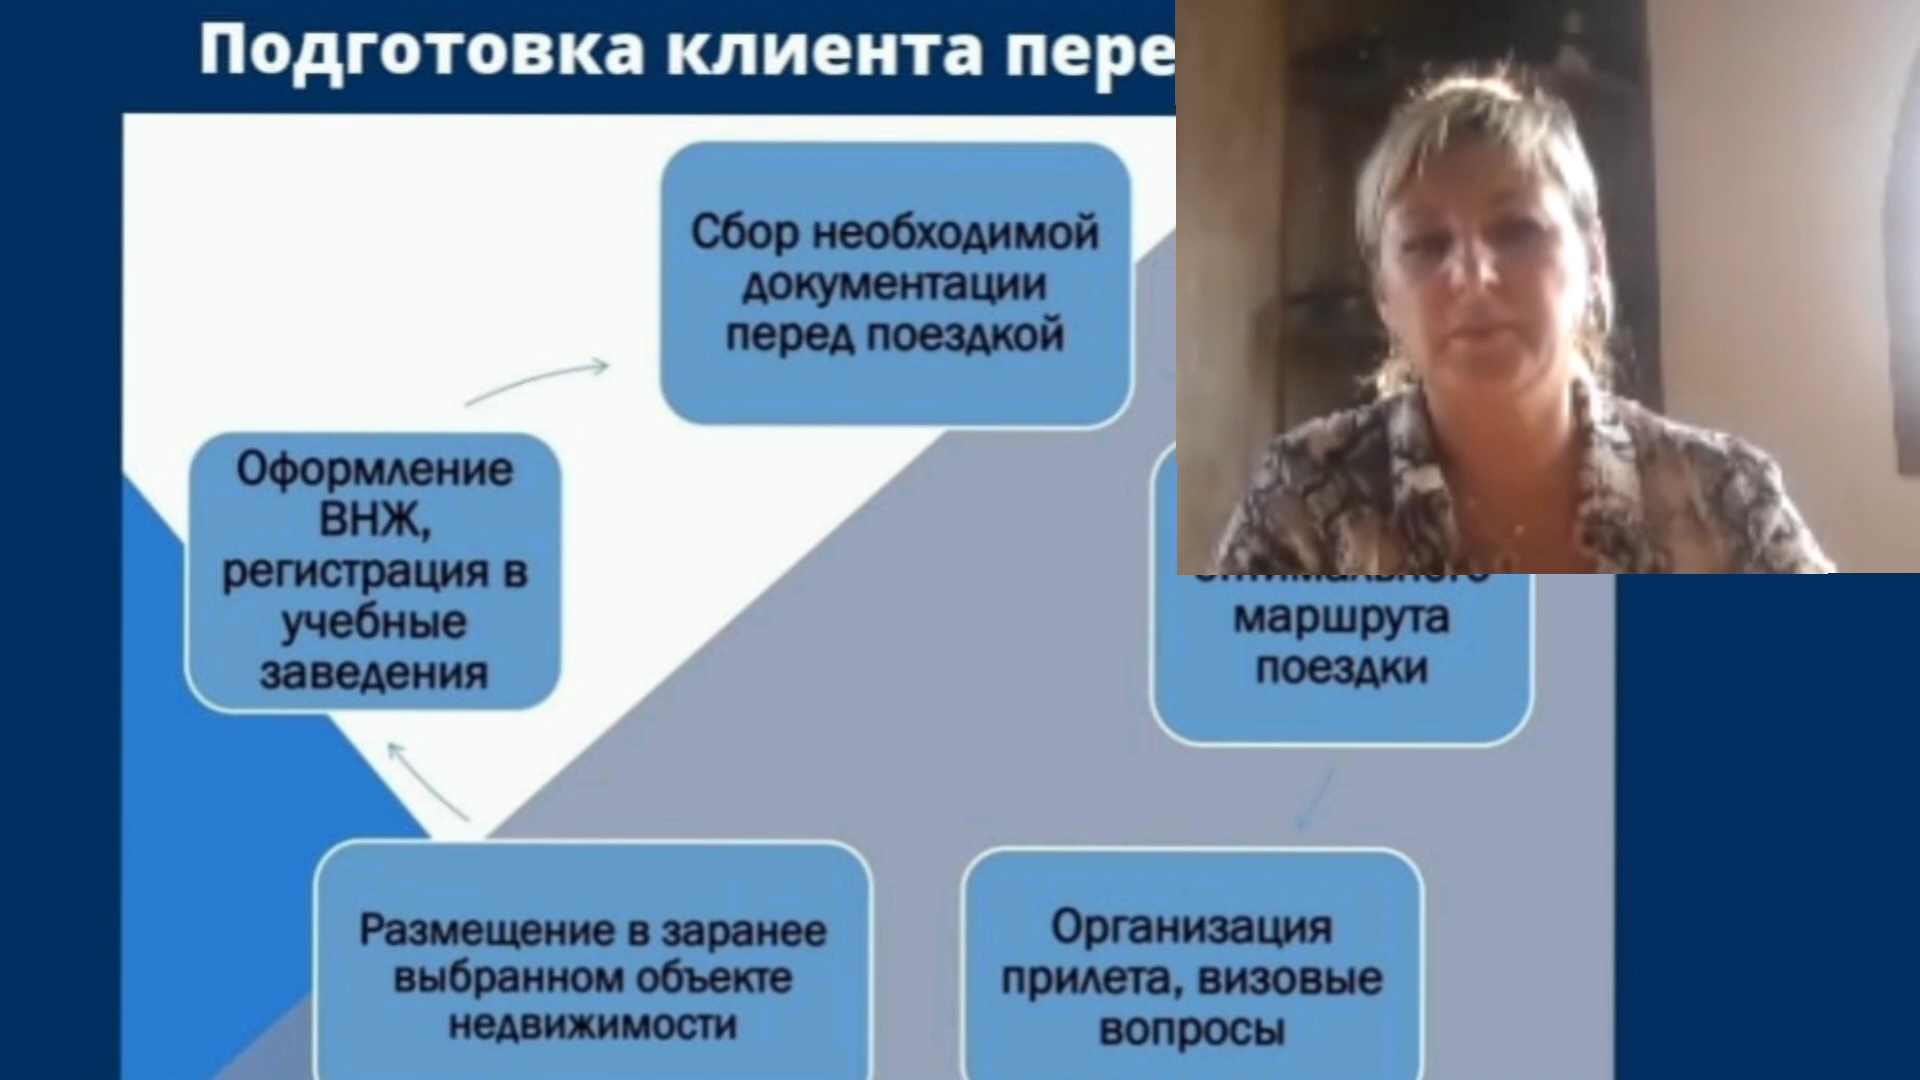 Подготовка клиента пере
Сбор необходимой
документации
перед поездкой
Оформление
ВНЖ,
регистрация в
учебные
заведения
маршрута
поездки
Размещение в заранее
выбранном объекте
недвижимости
Организация
прилета, визовые
вопросы